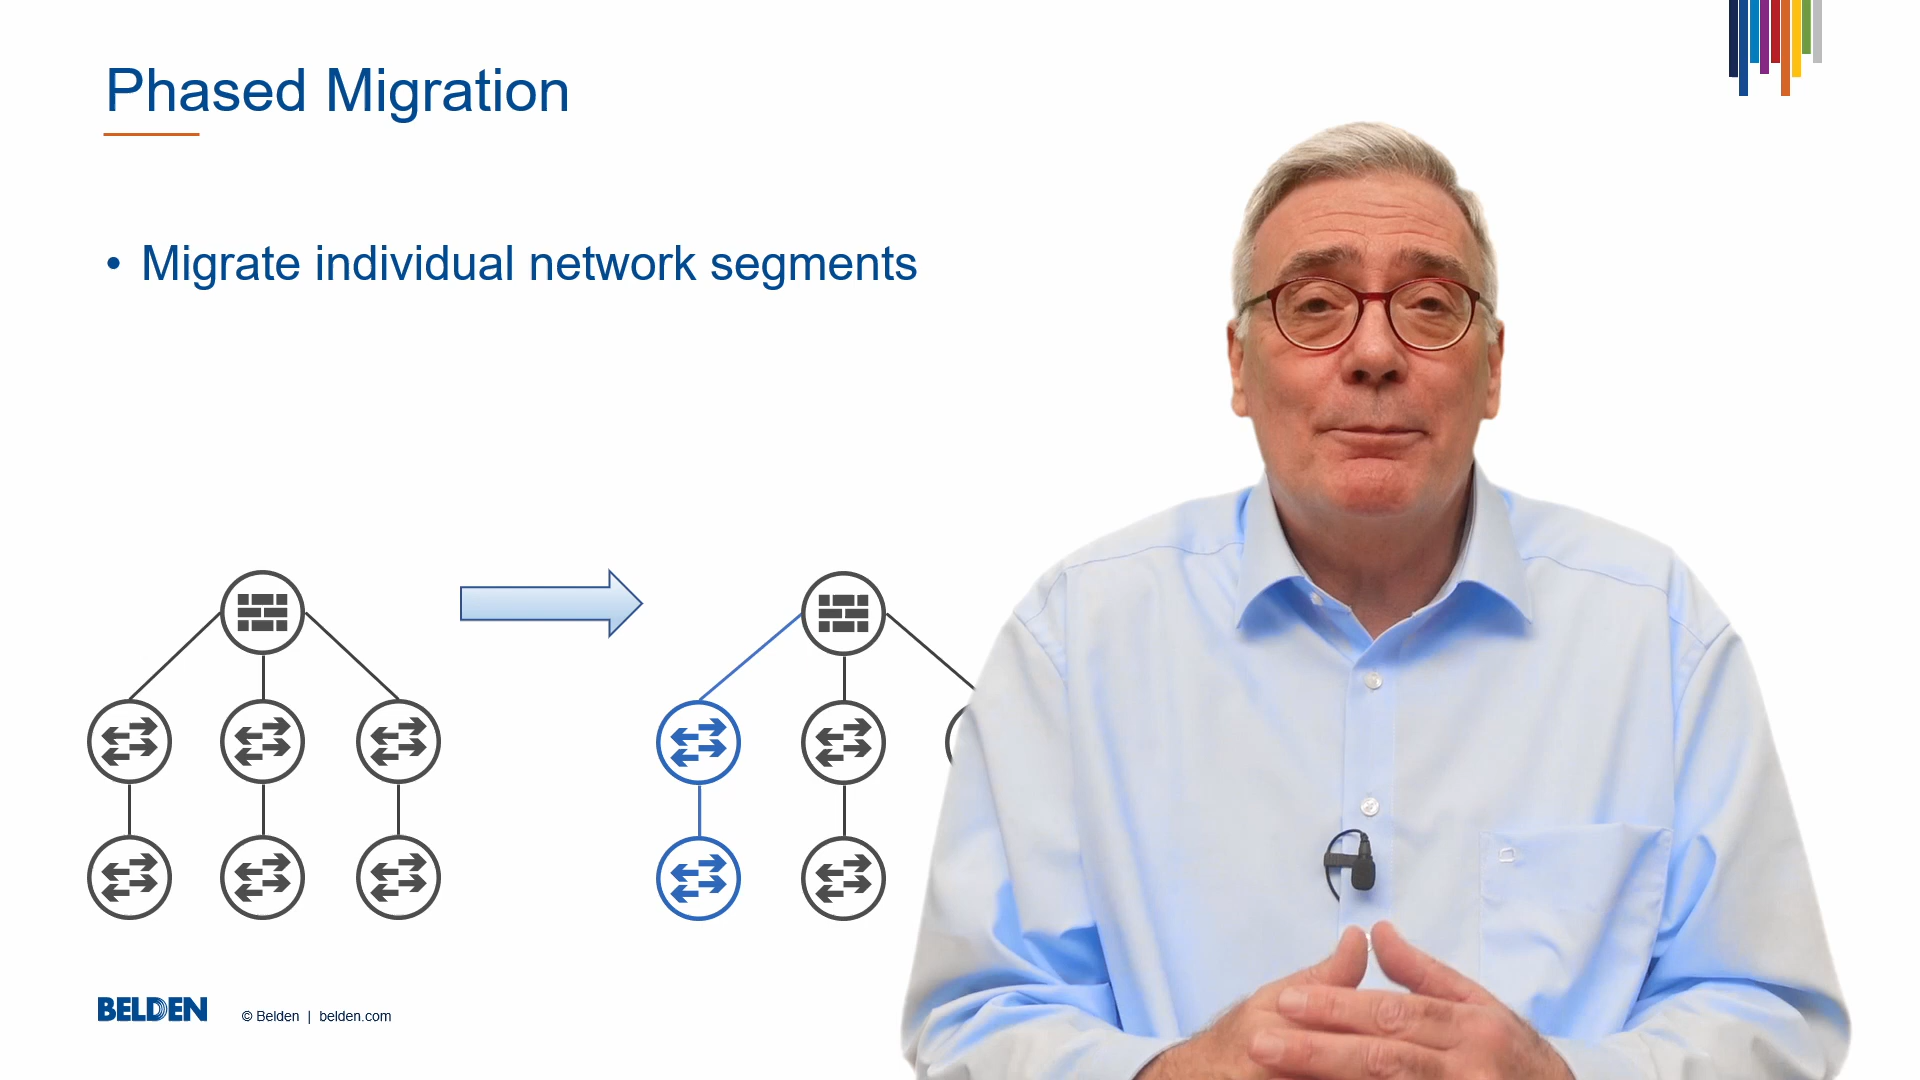 Phased Migration
• Migrate individual network segments
BELDEN
© Belden | belden.com